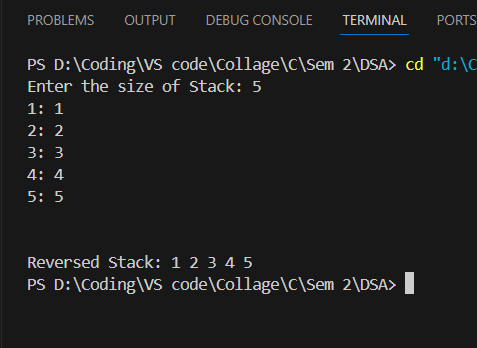 PROBLEMS OUTPUT DEBUG CONSOLE TERMINAL PORTS
PS D:\Coding\VS code\Collage\C\Sem 2\DSA> cd "d:\C
Enter the size of Stack: 5
1: 1
2: 2
3: 3
4: 4
5: 5
Reversed Stack: 1 2 3 4 5
PS D:\Coding\VS code\Collage\C\Sem 2\DSA>